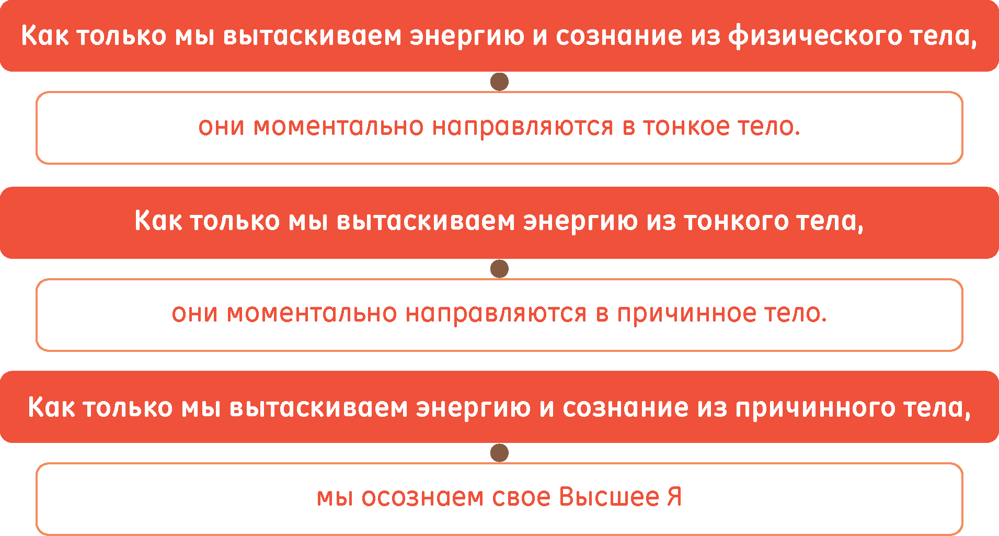 Как только мы вытаскиваем энергию и сознание из физического тела,
они моментально направляются в тонкое тело.
Как только мы вытаскиваем энергию из тонкого тела,
они моментально направляются в причинное тело.
Как только мы вытаскиваем энергию и сознание из причинного тела,
мы осознаем свое Высшее Я